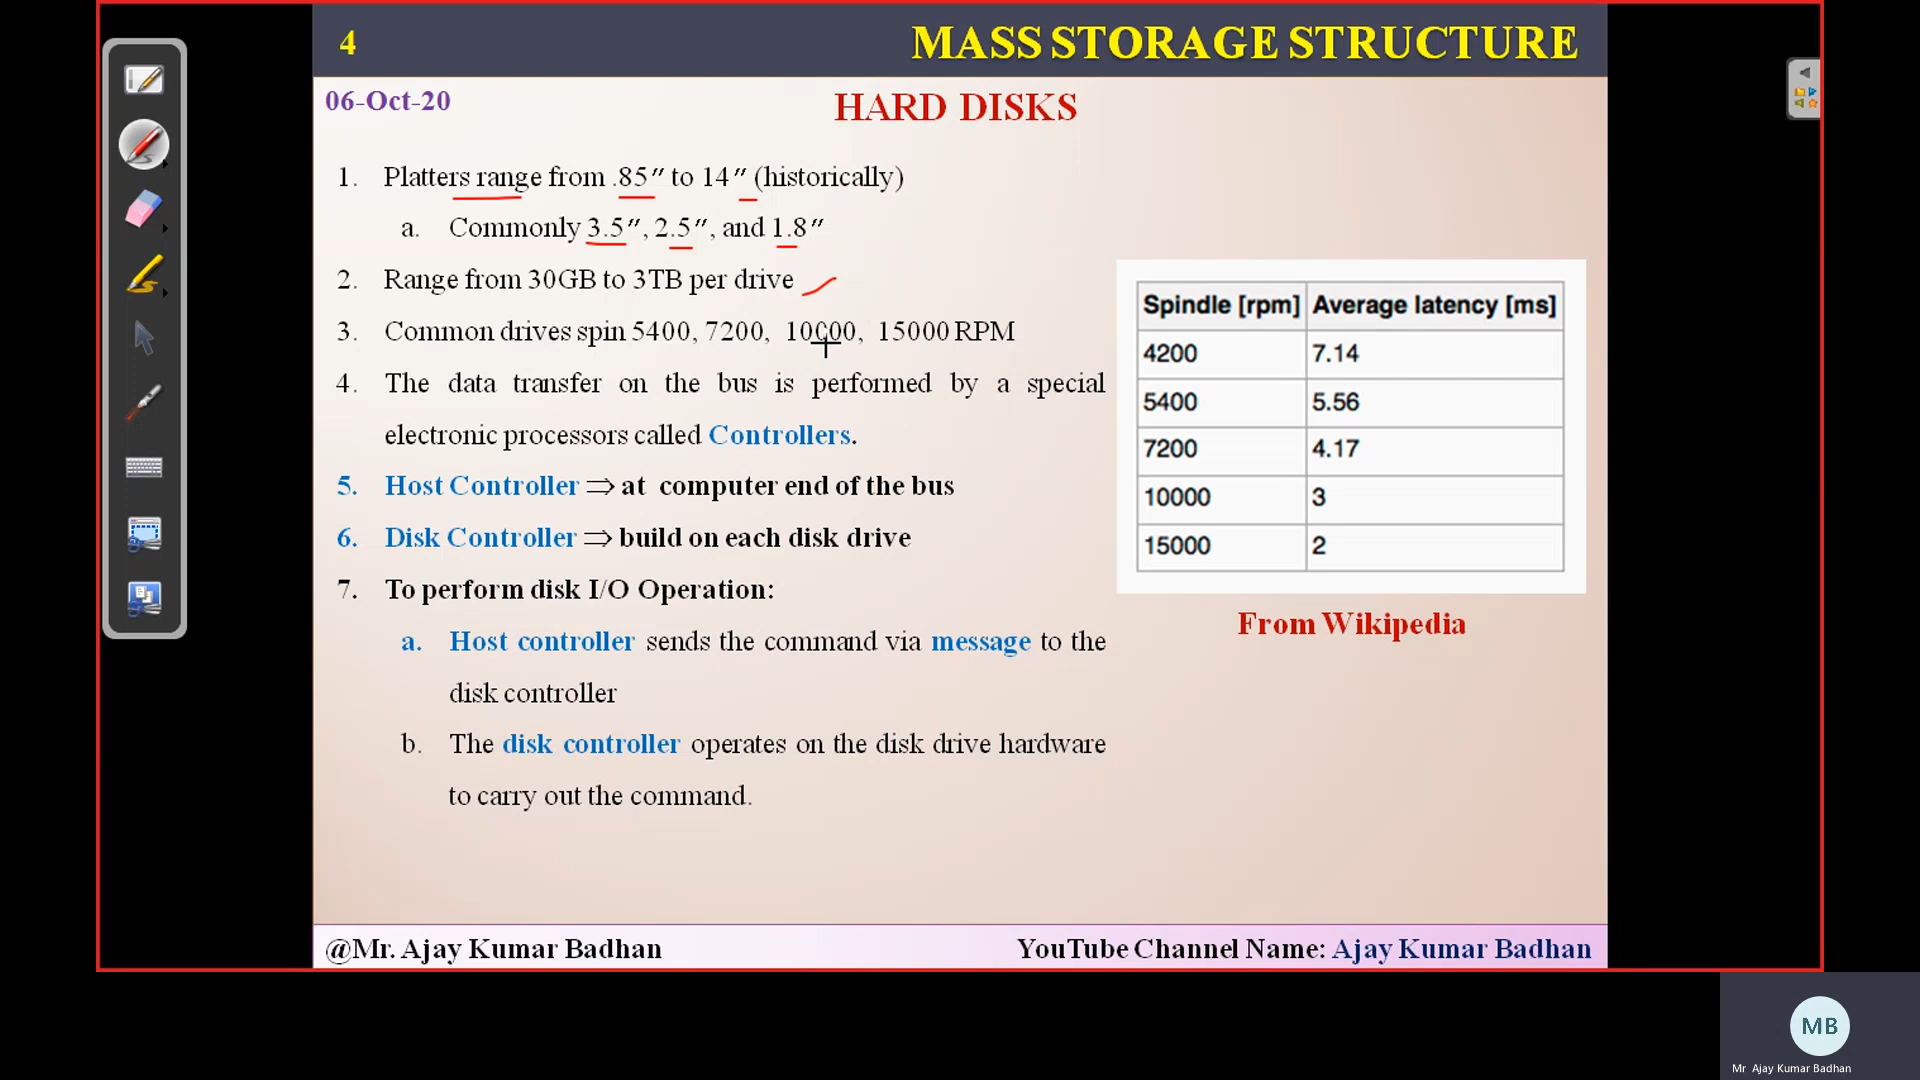 4
MASS STORAGE STRUCTURE
06-Oct-20
HARD DISKS
1. Platters range from .85″ to 14″ (historically)
a. Commonly 3.5″, 2.5″, and 1.8″
2. Range from 30GB to 3TB per drive
3. Common drives spin 5400, 7200, 10000, 15000 RPM
4. The data transfer on the bus is performed by a special
electronic processors called Controllers.
5. Host Controller ⇒ at computer end of the bus
6. Disk Controller ⇒ build on each disk drive
7. To perform disk I/O Operation:
a. Host controller sends the command via message to the
disk controller
b. The disk controller operates on the disk drive hardware
to carry out the command.
Spindle [rpm] Average latency [ms]
4200 7.14
5400 5.56
7200 4.17
10000 3
15000 2
From Wikipedia
@Mr. Ajay Kumar Badhan
YouTube Channel Name: Ajay Kumar Badhan
MB
Mr Ajay Kumar Badhan